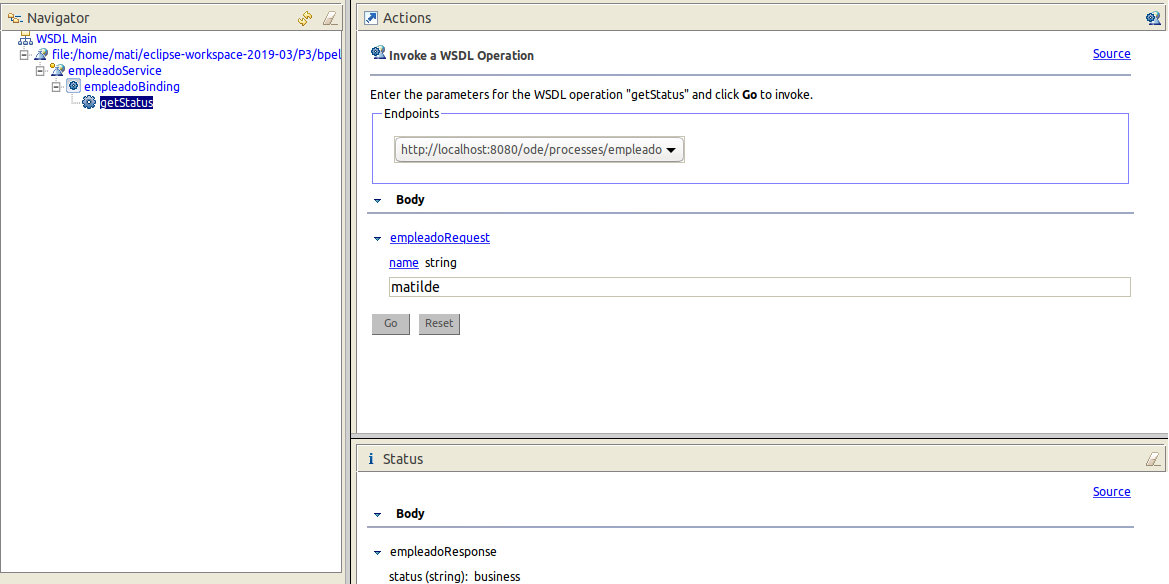 Navigator
WSDL Main
file:/home/mati/eclipse-workspace-2019-03/P3/bpel
empleadoService
empleadoBinding
getStatus
Actions
Invoke a WSDL Operation
Source
Enter the parameters for the WSDL operation "getStatus" and click Go to invoke.
Endpoints
http://localhost:8080/ode/processes/empleado
Body
empleadoRequest
name string
matilde
Go Reset
Status
Source
Body
empleadoResponse
status (string): business